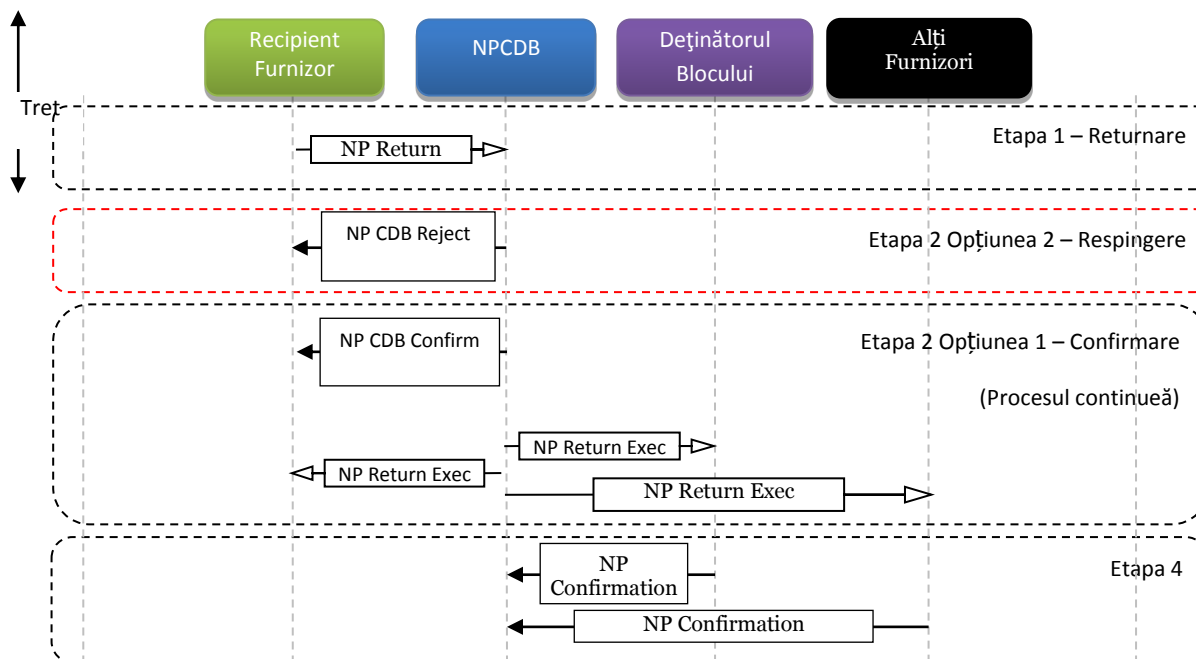 Recipient
Furnizor
NPCDB
Deţinătorul
Blocului
Alți
Furnizori
Tret
Etapa 1 – Returnare
NP Return
NP CDB Reject
Etapa 2 Opțiunea 2 – Respingere
NP CDB Confirm
Etapa 2 Opțiunea 1 – Confirmare
(Procesul continueă)
NP Return Exec
NP Return Exec
NP Return Exec
NP
Confirmation
Etapa 4
NP Confirmation